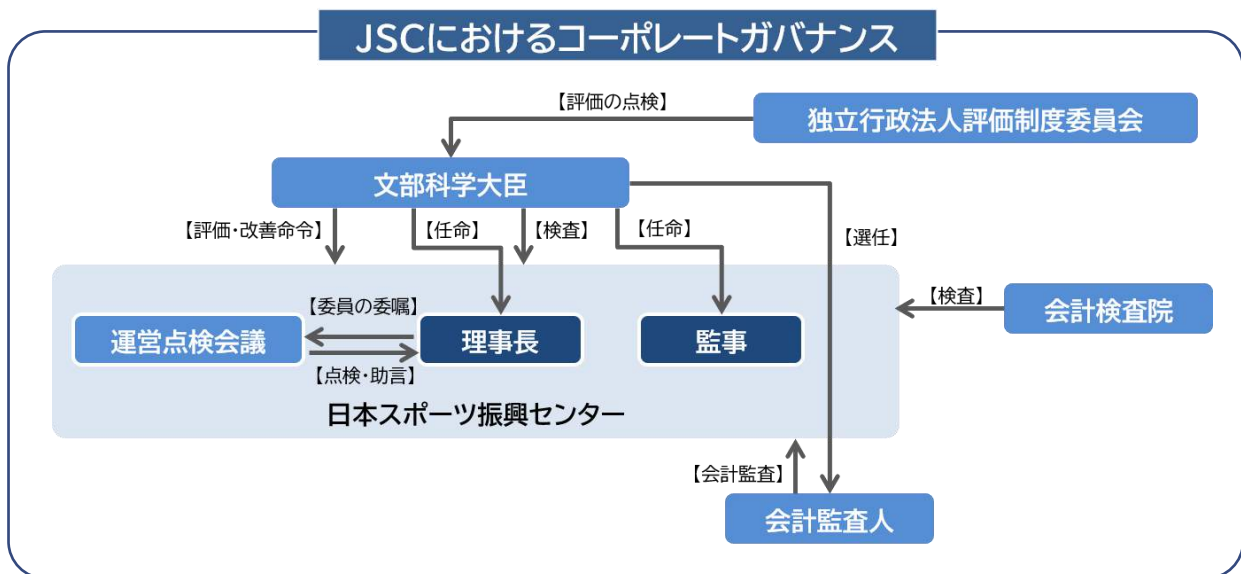 JSCにおけるコーポレートガバナンス
【評価の点検】
独立行政法人評価制度委員会
文部科学大臣
【評価・改善命令】
【任命】
【検査】
【任命】
【選任】
【委員の委嘱】
【検査】
会計検査院
運営点検会議
理事長
監事
【点検・助言】
日本スポーツ振興センター
【会計監査】
会計監査人